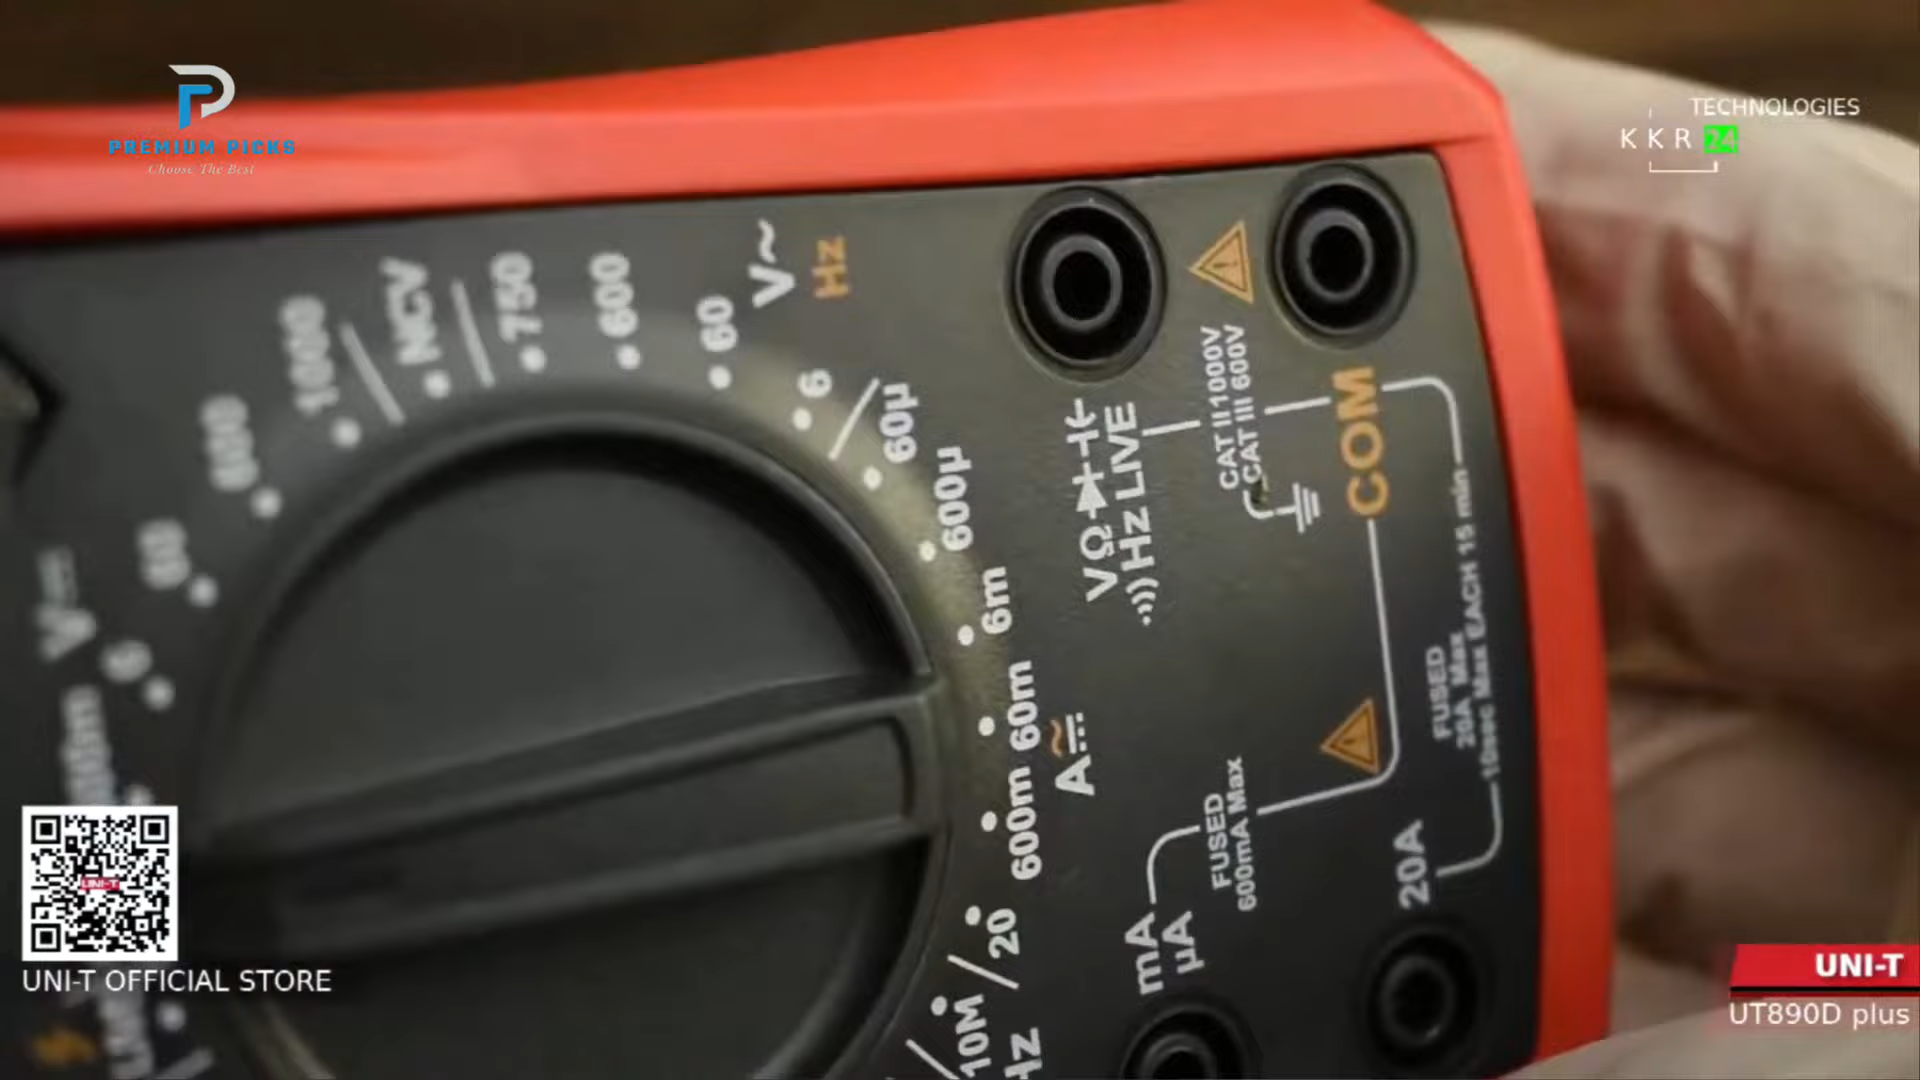 PREMIUM PICKS
Choose The Best
TECHNOLOGIES
KKR 24
1000
NCV
750
600
60
6
V~
Hz
60µ
600µ
6m
60m
600m
A
20
10M
Hz
600
60
6
V
VΩ
Hz LIVE
CAT II 1000V
CAT III 600V
COM
FUSED
20A Max
10sec Max EACH 15 min
FUSED
600mA Max
mA
µA
20A
UNI-T
UNI-T OFFICIAL STORE
UNI-T
UT890D plus